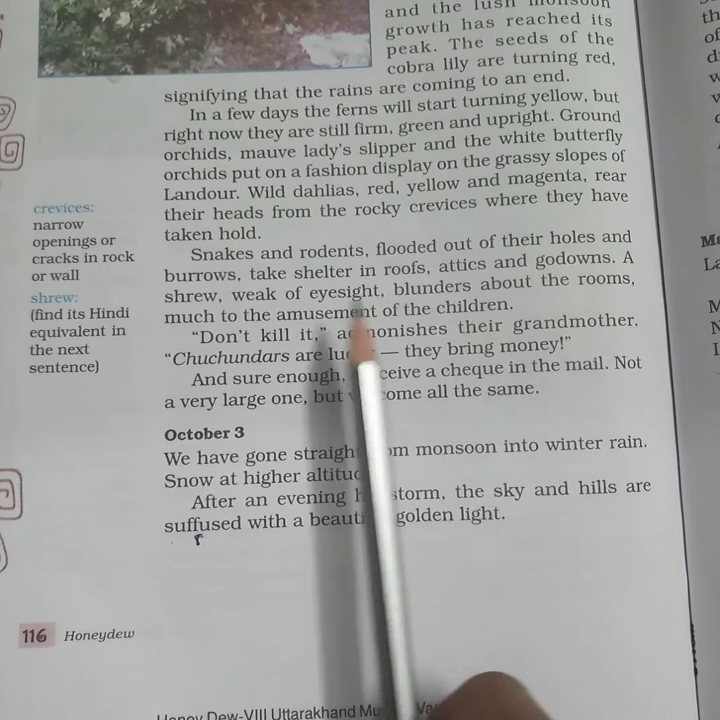 and the lush monsoon
growth has reached its
peak. The seeds of the
cobra lily are turning red,
signifying that the rains are coming to an end.
In a few days the ferns will start turning yellow, but
right now they are still firm, green and upright. Ground
orchids, mauve lady's slipper and the white butterfly
orchids put on a fashion display on the grassy slopes of
Landour. Wild dahlias, red, yellow and magenta, rear
their heads from the rocky crevices where they have
taken hold.
Snakes and rodents, flooded out of their holes and
burrows, take shelter in roofs, attics and godowns. A
shrew, weak of eyesight, blunders about the rooms,
much to the amusement of the children.
"Don't kill it," admonishes their grandmother.
"Chuchundars are — they bring money!"
And sure enough, a cheque in the mail. Not
a very large one, but all the same.
October 3
We have gone straight monsoon into winter rain.
Snow at higher
After an evening storm, the sky and hills are
suffused with a golden light.
crevices:
narrow
openings or
cracks in rock
or wall
shrew:
(find its Hindi
equivalent in
the next
sentence)
116 Honeydew
Honey Dew-VIII Uttarakhand